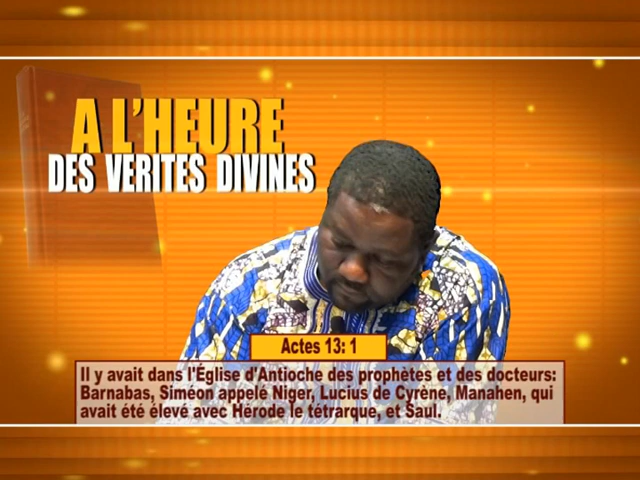 A L'HEURE
DES VERITES DIVINES
Actes 13: 1
Il y avait dans l'Église d'Antioche des prophètes et des docteurs:
Barnabas, Siméon appelé Niger, Lucius de Cyrène, Manahen, qui
avait été élevé avec Hérode le tétrarque, et Saul.